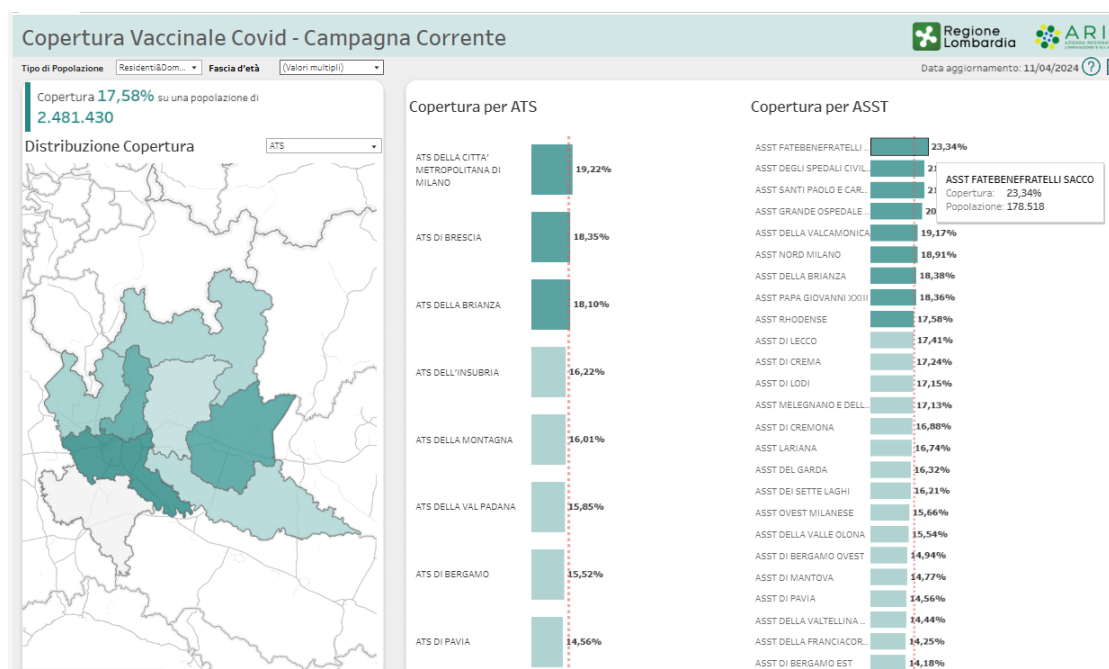 Copertura Vaccinale Covid - Campagna Corrente
Regione
Lombardia
ARI
Tipo di Popolazione
Residenti&Dom...
Fascia d'età
(Valori multipli)
Data aggiornamento: 11/04/2024
?
Copertura 17,58% su una popolazione di
2.481.430
Distribuzione Copertura
ATS
Copertura per ATS
ATS DELLA CITTA'
METROPOLITANA DI
MILANO
19,22%
ATS DI BRESCIA
18,35%
ATS DELLA BRIANZA
18,10%
ATS DELL'INSUBRIA
16,22%
ATS DELLA MONTAGNA
16,01%
ATS DELLA VAL PADANA
15,85%
ATS DI BERGAMO
15,52%
ATS DI PAVIA
14,56%
Copertura per ASST
ASST FATEBENEFRATELLI ..
23,34%
ASST DEGLI SPEDALI CIVIL..
21
ASST SANTI PAOLO E CAR..
21
ASST GRANDE OSPEDALE ..
20
ASST FATEBENEFRATELLI SACCO
Copertura: 23,34%
Popolazione: 178.518
ASST DELLA VALCAMONICA
19,17%
ASST NORD MILANO
18,91%
ASST DELLA BRIANZA
18,38%
ASST PAPA GIOVANNI XXIII
18,36%
ASST RHODENSE
17,58%
ASST DI LECCO
17,41%
ASST DI CREMA
17,24%
ASST DI LODI
17,15%
ASST MELEGNANO E DELL..
17,13%
ASST DI CREMONA
16,88%
ASST LARIANA
16,74%
ASST DEL GARDA
16,32%
ASST DEI SETTE LAGHI
16,21%
ASST OVEST MILANESE
15,66%
ASST DELLA VALLE OLONA
15,54%
ASST DI BERGAMO OVEST
14,94%
ASST DI MANTOVA
14,77%
ASST DI PAVIA
14,56%
ASST DELLA VALTELLINA ..
14,44%
ASST DELLA FRANCIACOR..
14,25%
ASST DI BERGAMO EST
14,18%